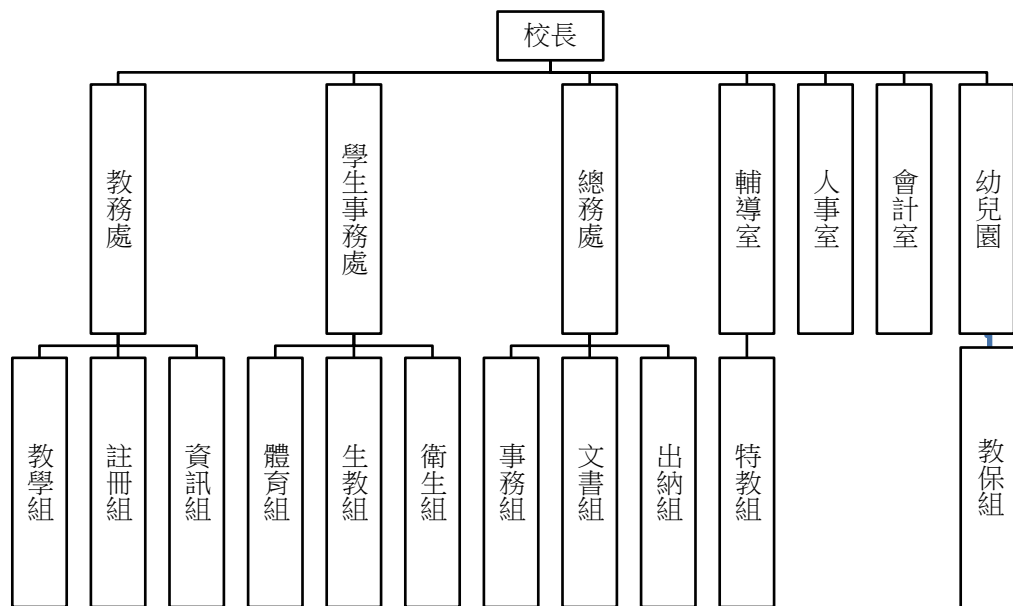 校長
教務處
學生事務處
總務處
輔導室
人事室
會計室
幼兒園
教學組
註冊組
資訊組
體育組
生教組
衛生組
事務組
文書組
出納組
特教組
教保組